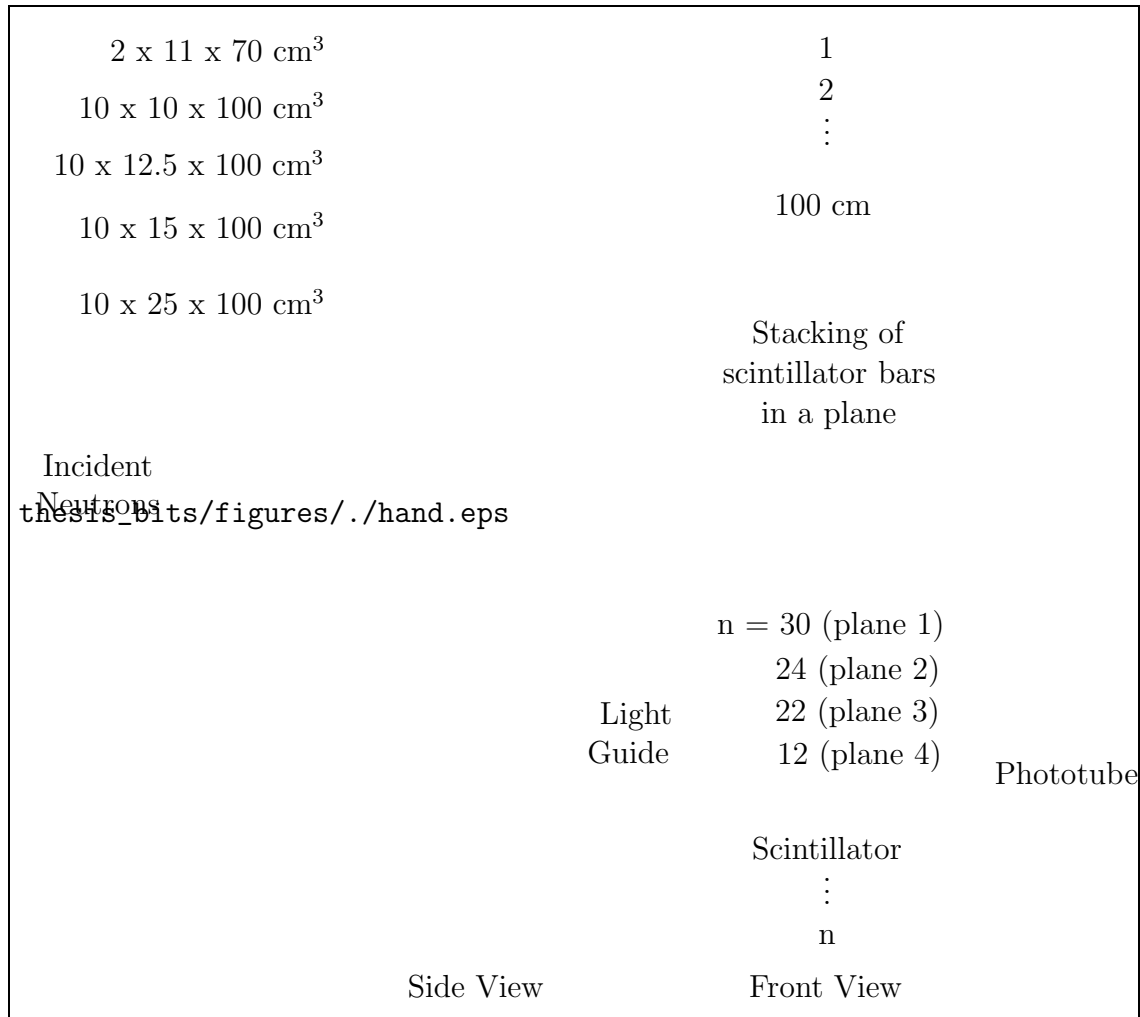 2 x 11 x 70 cm³
10 x 10 x 100 cm³
10 x 12.5 x 100 cm³
10 x 15 x 100 cm³
10 x 25 x 100 cm³
1
2
⋮
100 cm
Stacking of
scintillator bars
in a plane
Incident
Neutrons
thesis_bits/figures/./hand.eps
n = 30 (plane 1)
24 (plane 2)
22 (plane 3)
12 (plane 4)
Light
Guide
Phototube
Scintillator
⋮
n
Side View
Front View